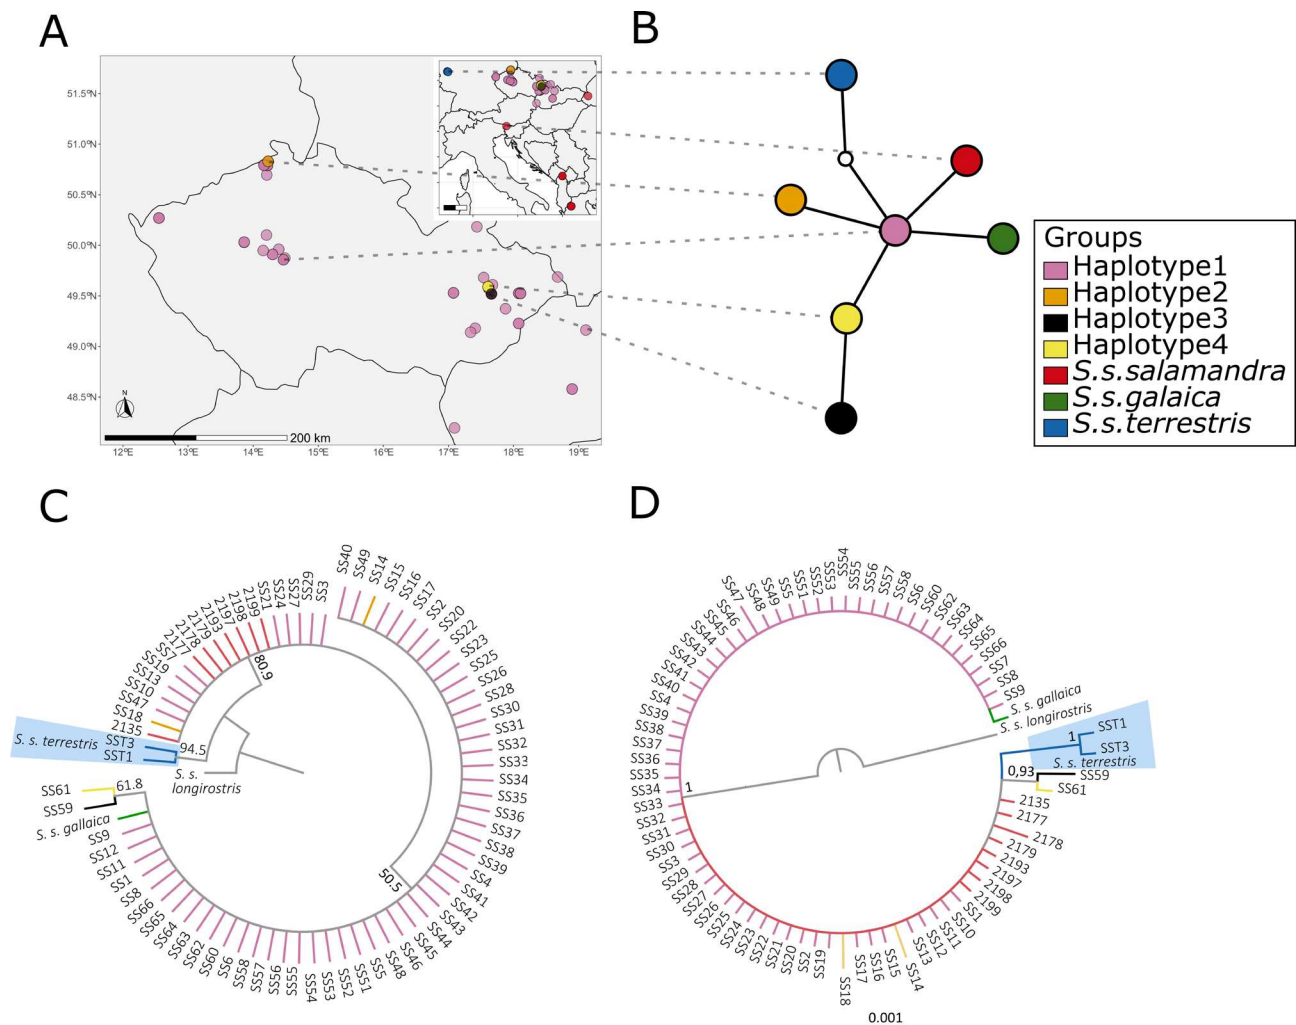 A
B
51.5°N
51.0°N
50.5°N
50.0°N
49.5°N
49.0°N
48.5°N
N
200 km
12°E
13°E
14°E
15°E
16°E
17°E
18°E
19°E
Groups
Haplotype1
Haplotype2
Haplotype3
Haplotype4
S.s.salamandra
S.s.galaica
S.s.terrestris
C
SS40
SS49
SS14
SS15
SS16
SS17
SS2
SS20
SS22
SS23
SS25
SS26
SS28
SS30
SS31
SS32
SS33
SS34
SS35
SS36
SS37
SS38
SS39
SS4
SS41
SS42
SS43
SS44
SS45
SS46
SS48
SS5
SS51
SS52
SS53
SS54
SS55
SS56
SS57
SS58
SS6
SS60
SS62
SS63
SS64
SS65
SS66
SS8
SS1
SS11
SS12
SS9
S. s. gallaica
SS59
SS61
61.8
SST1
SST3
S. s. terrestris
94.5
2135
SS18
SS47
SS10
SS13
SS19
SS7
2177
2178
2179
2193
2197
2198
2199
SS21
SS24
SS27
SS29
SS3
80.9
50.5
S. s.
longirostris
D
SS54
SS55
SS56
SS57
SS58
SS6
SS60
SS62
SS63
SS64
SS65
SS66
SS7
SS8
SS9
S. s. gallaica
S. s. longirostris
SST1
1
SST3
S. s. terrestris
0,93
SS59
SS61
2135
2177
2178
2179
2193
2197
2198
2199
SS1
SS10
SS11
SS12
SS13
SS14
SS15
SS16
SS17
SS18
SS19
SS2
SS20
SS21
SS22
SS23
SS24
SS25
SS26
SS27
SS28
SS29
SS3
SS30
SS31
SS32
SS33
SS34
SS35
SS36
SS37
SS38
SS39
SS4
SS40
SS41
SS42
SS43
SS44
SS45
SS46
SS47
SS48
SS49
SS5
SS51
SS52
SS53
1
0.001